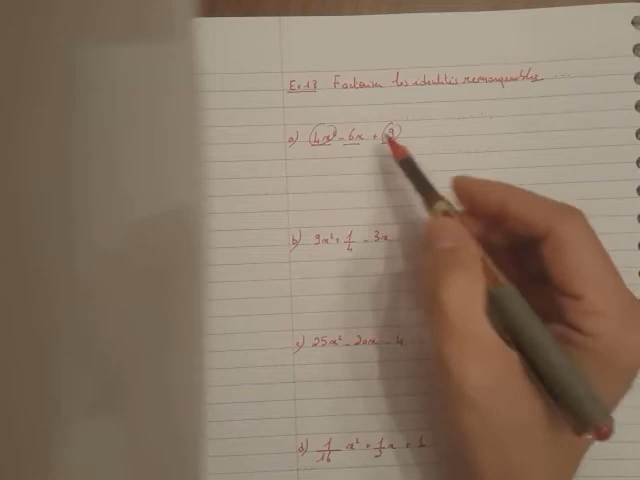 Ex 13 Factoriser les identités remarquables ...
a) 4x² - 6x + 9
b) 9x² + 1/4 - 3x
c) 25x² - 20x - 4
d) 1/16 x² + 1/2 x + 1